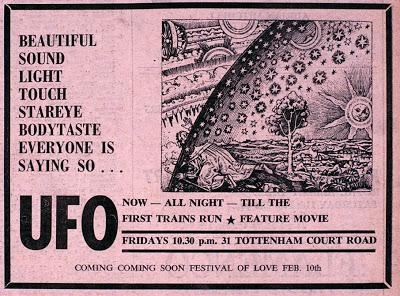 BEAUTIFUL
SOUND
LIGHT
TOUCH
STAREYE
BODYTASTE
EVERYONE IS
SAYING SO . . .
UFO
NOW — ALL NIGHT — TILL THE
FIRST TRAINS RUN ★ FEATURE MOVIE
FRIDAYS 10.30 p.m. 31 TOTTENHAM COURT ROAD
COMING COMING SOON FESTIVAL OF LOVE FEB. 10th